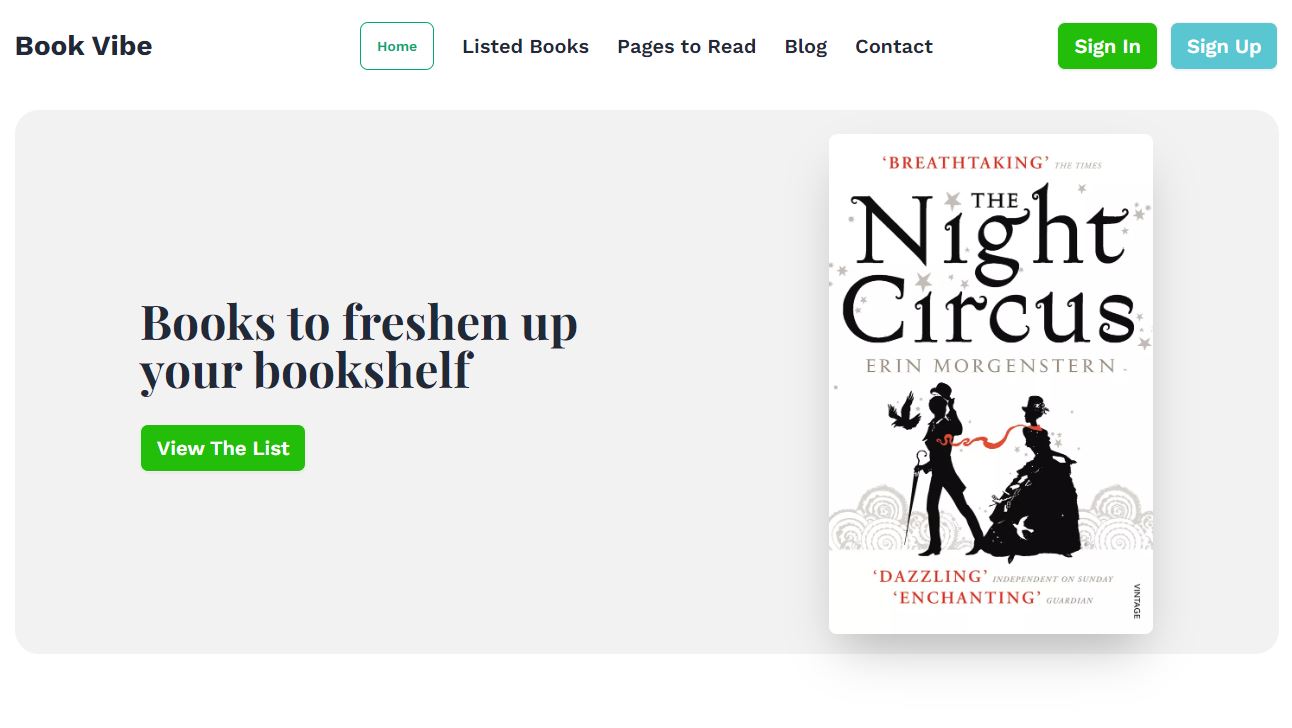 Book Vibe
Home
Listed Books
Pages to Read
Blog
Contact
Sign In
Sign Up
Books to freshen up
your bookshelf
View The List
‘BREATHTAKING’ THE TIMES
THE
Night
Circus
ERIN MORGENSTERN
‘DAZZLING’ INDEPENDENT ON SUNDAY
‘ENCHANTING’ GUARDIAN
VINTAGE